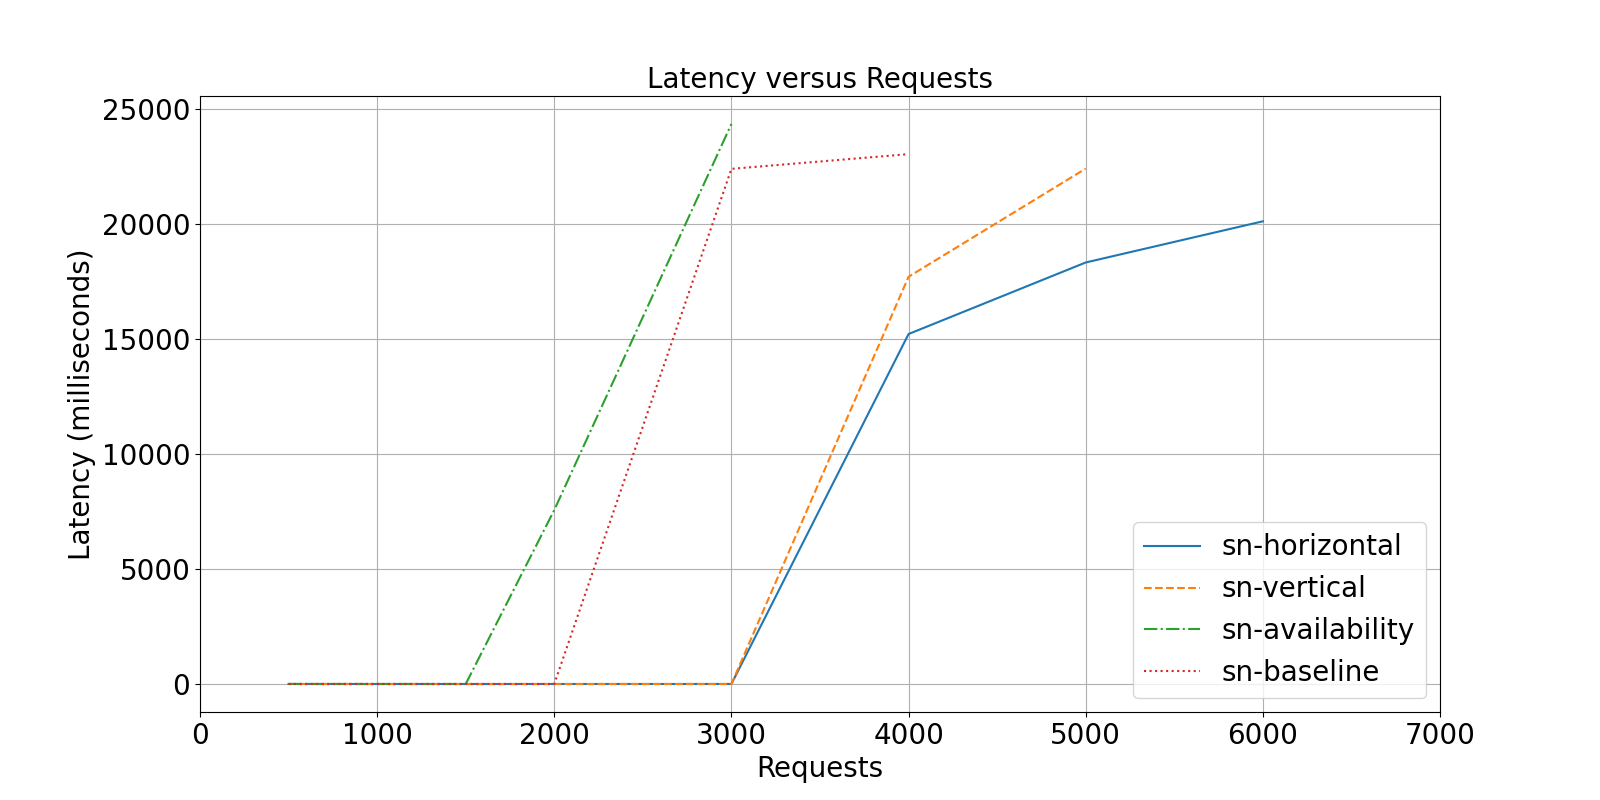 Latency versus Requests
Latency (milliseconds)
25000
20000
15000
10000
5000
0
0 1000 2000 3000 4000 5000 6000 7000
Requests
sn-horizontal
sn-vertical
sn-availability
sn-baseline